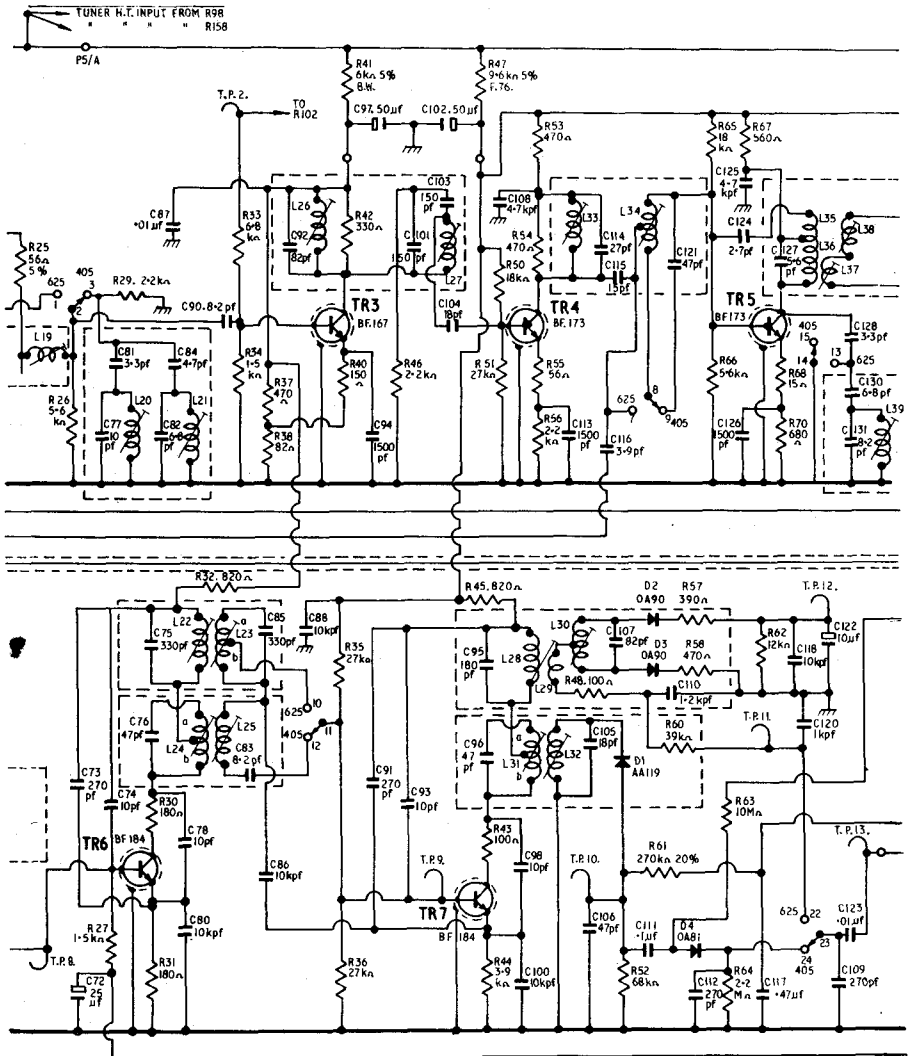 TUNER H.T. INPUT FROM R98
" " " " R158
P5/A
R41
6kΩ 5%
B.W.
R47
9·6kΩ 5%
F.76.
T.P.2.
TO
R102
C97.50µf
C102.50µf
R53
470Ω
R65
18
kΩ
R67
560Ω
C125
4·7
kpf
C103
150
pf
C108
4·7kpf
C87
·01µf
R33
6·8
kΩ
L26
C92
82pf
R42
330Ω
C101
150
pf
L27
R54
470Ω
L33
C114
27pf
C115
15pf
L34
C121
47pf
C124
2·7pf
L35
L36
L38
L37
C127
5·6
pf
R25
56Ω
5%
625
405
3
2
R29. 2·2kΩ
C90.8·2pf
TR3
BF.167
C104
18pf
R50
18kΩ
TR4
BF.173
TR5
BF173
C128
3·3pf
405
15
14
13
625
L19
C81
3·3pf
C84
4·7pf
R34
1·5
kΩ
R37
470
Ω
R40
150
Ω
R46
2·2kΩ
R51
27kΩ
R55
56Ω
8
625
7
9
405
R66
5·6kΩ
R68
15Ω
C130
6·8pf
L39
R26
5·6
kΩ
C77
10
pf
L20
C82
6·8
pf
L21
R38
82Ω
C94
1500
pf
R56
2·2
kΩ
C113
1500
pf
C116
3·9pf
C126
1500
pf
R70
680
Ω
C131
8·2
pf
R32.820Ω
R45.820Ω
D2
OA90
R57
390Ω
T.P.12.
C75
330pf
L22
a
L23
b
C85
330pf
C88
10kpf
R35
27kΩ
C95
180
pf
L28
L30
L29
C107
82pf
D3
OA90
R58
470Ω
R62
12kΩ
C118
10kpf
C122
10µf
R48.100Ω
C110
1·2kpf
10
625
405
11
12
C76
47pf
a
L24
b
L25
C83
8·2pf
C96
47
pf
a
L31
b
L32
C105
18pf
R60
39kΩ
T.P.11.
C120
1kpf
D1
AA119
C73
270
pf
C74
10pf
R30
180Ω
C91
270
pf
C93
10pf
R63
10MΩ
T.P.13.
TR6
BF184
C78
10pf
C86
10kpf
T.P.9.
R43
100Ω
C98
10pf
T.P.10.
R61
270kΩ 20%
TR7
BF184
625
22
C123
·01µf
R27
1·5kΩ
C80
10kpf
C106
47pf
C111
·1µf
D4
OA81
23
24
405
T.P.8.
C72
25
µf
R31
180Ω
R36
27kΩ
R44
3·9
kΩ
C100
10kpf
R52
68kΩ
C112
270
pf
R64
2·2
MΩ
C117
·47µf
C109
270pf